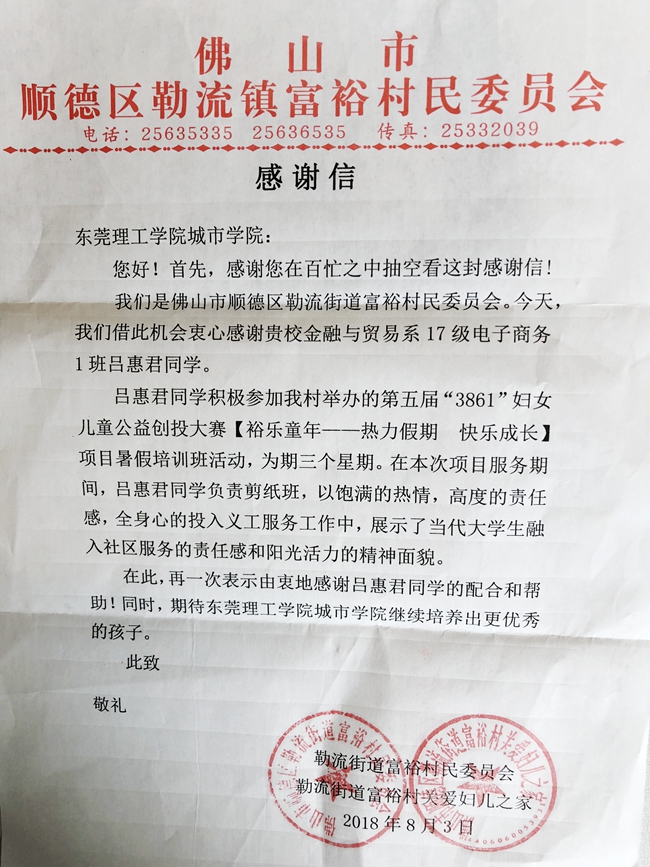 佛山市
顺德区勒流镇富裕村民委员会
电话：25635335 25636535 传真：25332039
感谢信
东莞理工学院城市学院：
您好！首先，感谢您在百忙之中抽空看这封感谢信！
我们是佛山市顺德区勒流街道富裕村民委员会。今天，
我们借此机会衷心感谢贵校金融与贸易系17级电子商务
1班吕惠君同学。
吕惠君同学积极参加我村举办的第五届“3861”妇女
儿童公益创投大赛【裕乐童年——热力假期 快乐成长】
项目暑假培训班活动，为期三个星期。在本次项目服务期
间，吕惠君同学负责剪纸班，以饱满的热情，高度的责任
感，全身心的投入义工服务工作中，展示了当代大学生融
入社区服务的责任感和阳光活力的精神面貌。
在此，再一次表示由衷地感谢吕惠君同学的配合和帮
助！同时，期待东莞理工学院城市学院继续培养出更优秀
的孩子。
此致
敬礼
勒流街道富裕村民委员会
勒流街道富裕村关爱妇儿之家
2018年8月3日